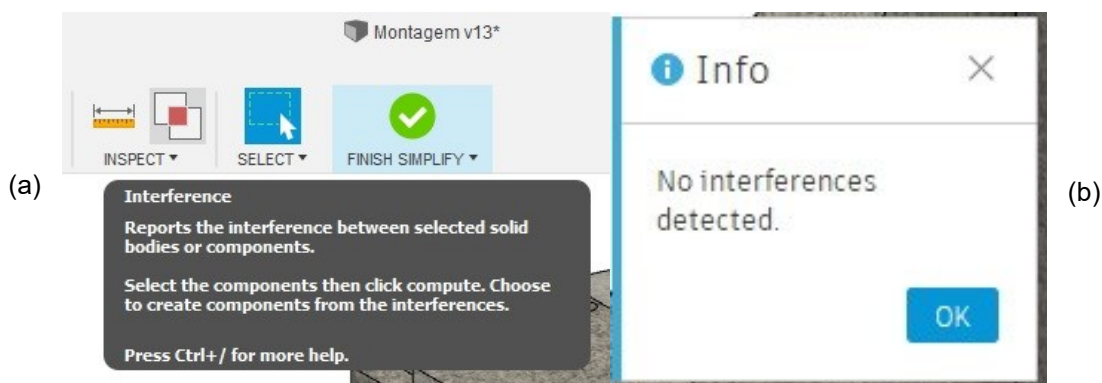 Montagem v13*
INSPECT ▾
SELECT ▾
FINISH SIMPLIFY ▾
(a)
Interference
Reports the interference between selected solid
bodies or components.
Select the components then click compute. Choose
to create components from the interferences.
Press Ctrl+/ for more help.
Info
No interferences
detected.
OK
(b)